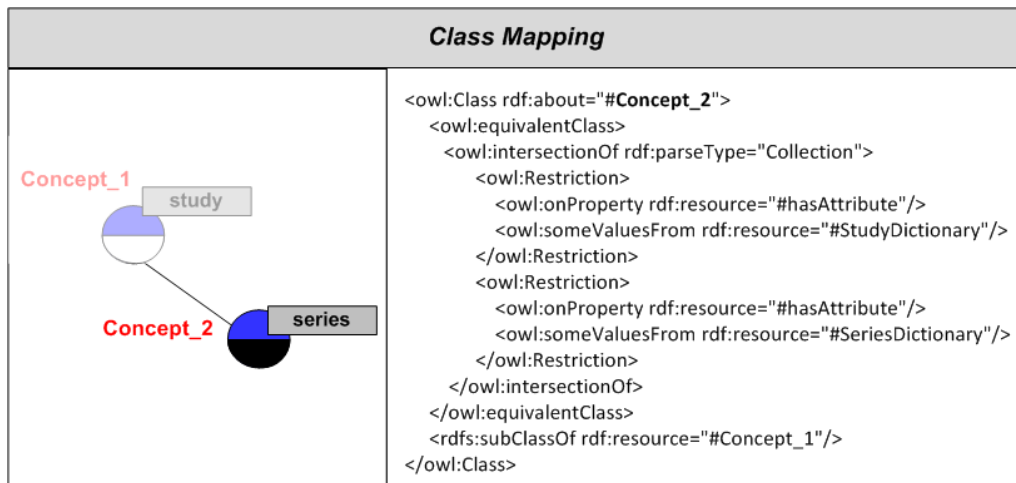 Class Mapping
Concept_1
study
Concept_2
series
<owl:Class rdf:about="#Concept_2">
<owl:equivalentClass>
<owl:intersectionOf rdf:parseType="Collection">
<owl:Restriction>
<owl:onProperty rdf:resource="#hasAttribute"/>
<owl:someValuesFrom rdf:resource="#StudyDictionary"/>
</owl:Restriction>
<owl:Restriction>
<owl:onProperty rdf:resource="#hasAttribute"/>
<owl:someValuesFrom rdf:resource="#SeriesDictionary"/>
</owl:Restriction>
</owl:intersectionOf>
</owl:equivalentClass>
<rdfs:subClassOf rdf:resource="#Concept_1"/>
</owl:Class>